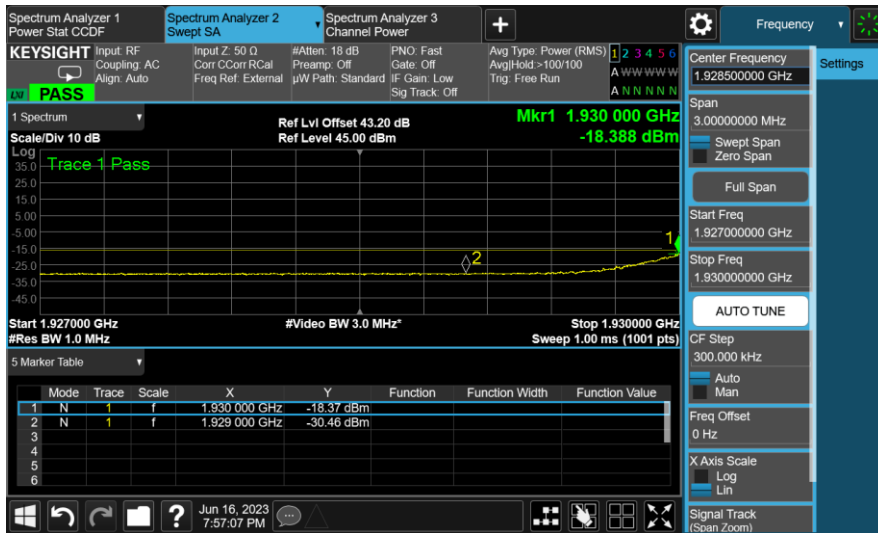 Spectrum Analyzer 1
Power Stat CCDF
Spectrum Analyzer 2
Swept SA
Spectrum Analyzer 3
Channel Power
+
Frequency
KEYSIGHT
Input: RF
Coupling: AC
Align: Auto
Input Z: 50 Ω
Corr CCorr RCal
Freq Ref: External
#Atten: 18 dB
Preamp: Off
µW Path: Standard
PNO: Fast
Gate: Off
IF Gain: Low
Sig Track: Off
Avg Type: Power (RMS)
Avg|Hold:>100/100
Trig: Free Run
1 2 3 4 5 6
A W W W W W
A N N N N N
LXI
PASS
1 Spectrum
Scale/Div 10 dB
Ref Lvl Offset 43.20 dB
Ref Level 45.00 dBm
Mkr1 1.930 000 GHz
-18.388 dBm
Log
Trace 1 Pass
35.0
25.0
15.0
5.00
-5.00
-15.0
-25.0
-35.0
-45.0
1
2
Start 1.927000 GHz
#Video BW 3.0 MHz*
Stop 1.930000 GHz
#Res BW 1.0 MHz
Sweep 1.00 ms (1001 pts)
5 Marker Table
Mode Trace Scale X Y Function Function Width Function Value
1 N 1 f 1.930 000 GHz -18.37 dBm
2 N 1 f 1.929 000 GHz -30.46 dBm
3
4
5
6
?
Jun 16, 2023
7:57:07 PM
Center Frequency
1.928500000 GHz
Settings
Span
3.00000000 MHz
Swept Span
Zero Span
Full Span
Start Freq
1.927000000 GHz
Stop Freq
1.930000000 GHz
AUTO TUNE
CF Step
300.000 kHz
Auto
Man
Freq Offset
0 Hz
X Axis Scale
Log
Lin
Signal Track
(Span Zoom)